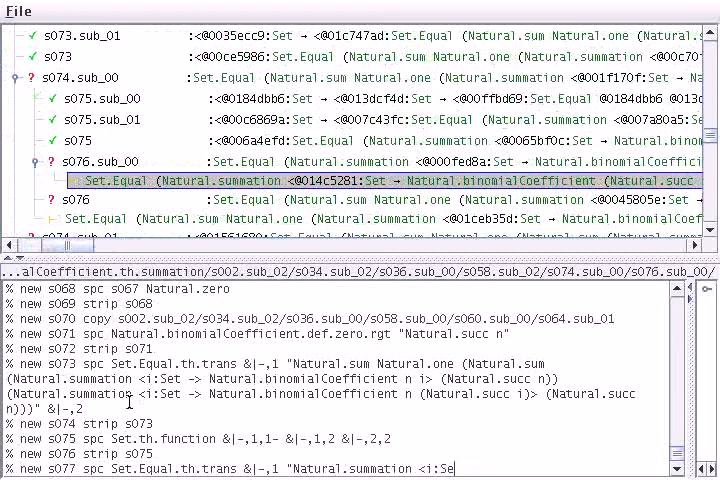 File
s073.sub_01 :<@0035ecc9:Set → <@01c747ad:Set.Equal (Natural.sum Natural.one (Natural.sum
s073 :<@00ce5986:Set.Equal (Natural.sum Natural.one (Natural.summation <@00c70
s074.sub_00 :Set.Equal (Natural.sum Natural.one (Natural.summation <@001f170f:Set → Na
s075.sub_00 :<@0184dbb6:Set → <@013dcf4d:Set → <@00ffbd69:Set.Equal @0184dbb6 @013d
s075.sub_01 :<@00c6869a:Set → <@007c43fc:Set.Equal (Natural.summation <@007a80a5:S
s075 :<@006a4efd:Set.Equal (Natural.summation <@0065bf0c:Set → Natural.bino
s076.sub_00 :Set.Equal (Natural.summation <@000fed8a:Set → Natural.binomialCoeffici
Set.Equal (Natural.summation <@014c5281:Set → Natural.binomialCoefficient (Natural.succ
s076 :Set.Equal (Natural.sum Natural.one (Natural.summation <@0045805e:Set →
Set.Equal (Natural.sum Natural.one (Natural.summation <@01ceb35d:Set → Natural.binomialCoef
...alCoefficient.th.summation/s002.sub_02/s034.sub_02/s036.sub_00/s058.sub_02/s074.sub_00/s076.sub_00/
% new s068 spc s067 Natural.zero
% new s069 strip s068
% new s070 copy s002.sub_02/s034.sub_02/s036.sub_00/s058.sub_00/s060.sub_00/s064.sub_01
% new s071 spc Natural.binomialCoefficient.def.zero.rgt "Natural.succ n"
% new s072 strip s071
% new s073 spc Set.Equal.th.trans &|-,1 "Natural.sum Natural.one (Natural.sum
(Natural.summation <i:Set -> Natural.binomialCoefficient n i> (Natural.succ n))
(Natural.summation <i:Set -> Natural.binomialCoefficient n (Natural.succ i)> (Natural.succ
n)))" &|-,2
% new s074 strip s073
% new s075 spc Set.th.function &|-,1,1- &|-,1,2 &|-,2,2
% new s076 strip s075
% new s077 spc Set.Equal.th.trans &|-,1 "Natural.summation <i:Se